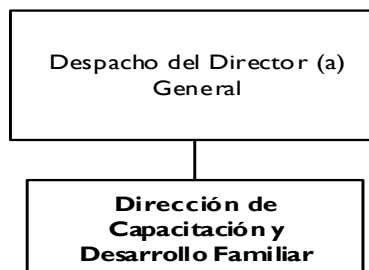 Despacho del Director (a)
General
Dirección de
Capacitación y
Desarrollo Familiar